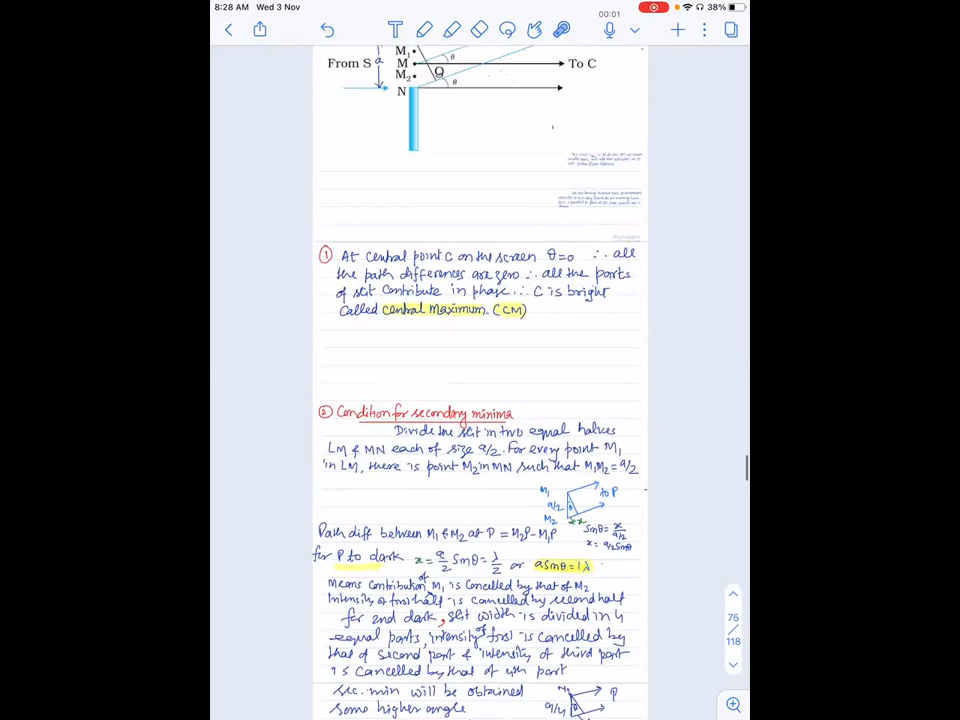 8:28 AM Wed 3 Nov
38%
00:01
M₁
From S a M To C
M₂ Q θ
N θ
① At central point C on the screen θ=0 ∴ all
the path differences are zero ∴ all the parts
of slit contribute in phase ∴ C is bright
called central maximum. (CM)
② Condition for secondary minima
Divide the slit in two equal halves
LM & MN each of size a/2. For every point M₁
in LM, there is point M₂ in MN such that M₁M₂ = a/2
M₁ to P
a/2 θ
M₂ x
sinθ = x/a/2
x = a/2 sinθ
Path diff between M₁ & M₂ at P = M₂P - M₁P
for P to dark x = a/2 sinθ = λ/2 or asinθ = 1λ
means contribution of M₁ is cancelled by that of M₂
Intensity of first half is cancelled by second half
for 2nd dark, slit width is divided in 4
equal parts, intensity of first is cancelled by
that of second part & intensity of third part
is cancelled by that of 4th part
sec. min will be obtained
some higher angle
M₁ P
a/4 θ
75
118